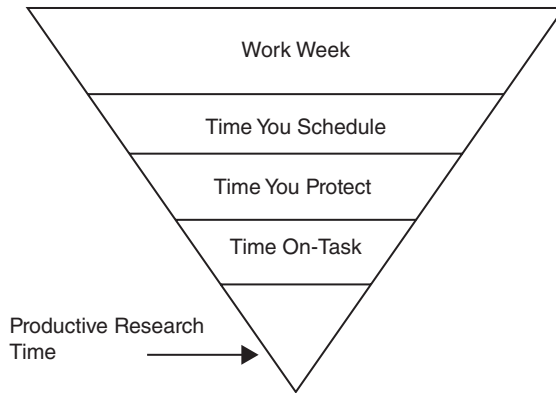 Work Week
Time You Schedule
Time You Protect
Time On-Task
Productive Research
Time